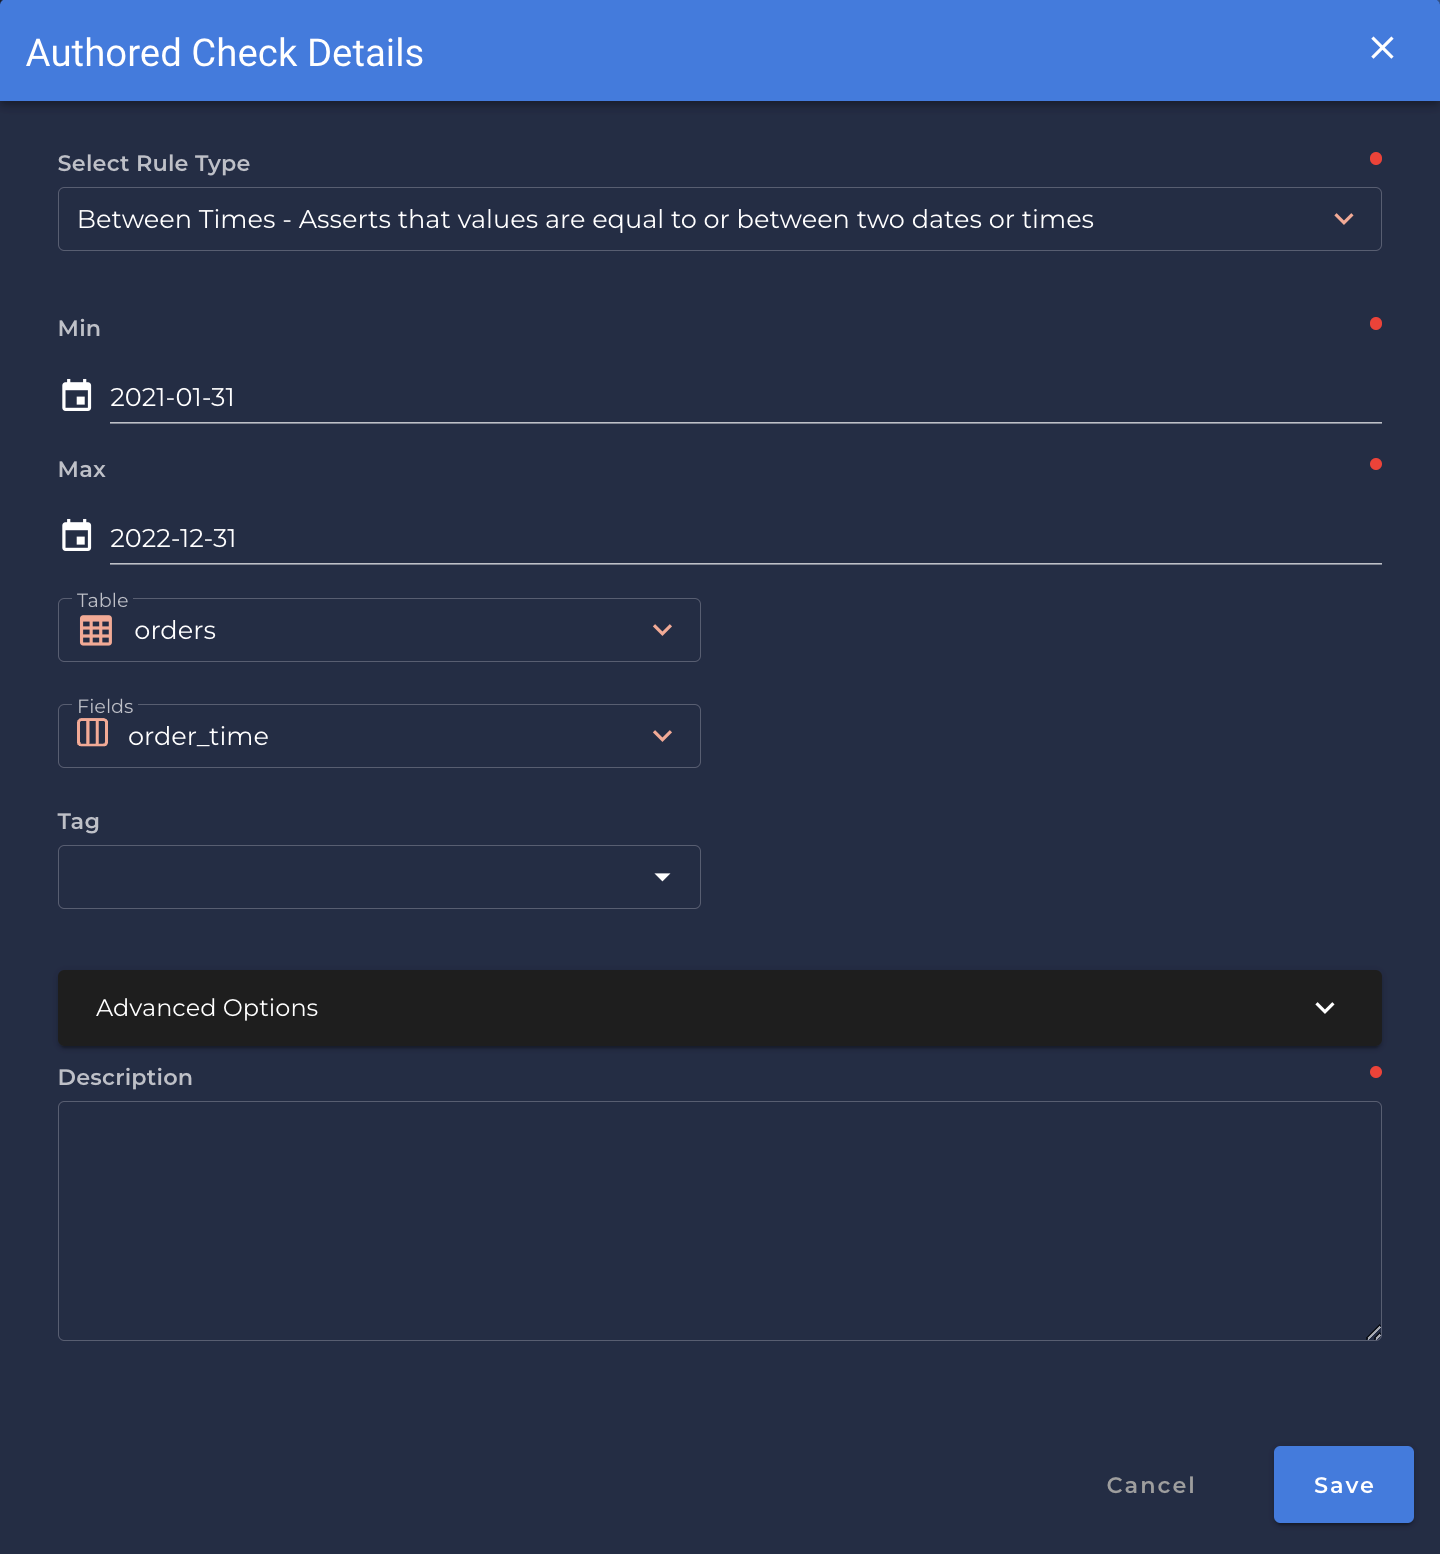 Authored Check Details
Select Rule Type
Between Times - Asserts that values are equal to or between two dates or times
Min
2021-01-31
Max
2022-12-31
Table
orders
Fields
order_time
Tag
Advanced Options
Description
Cancel
Save